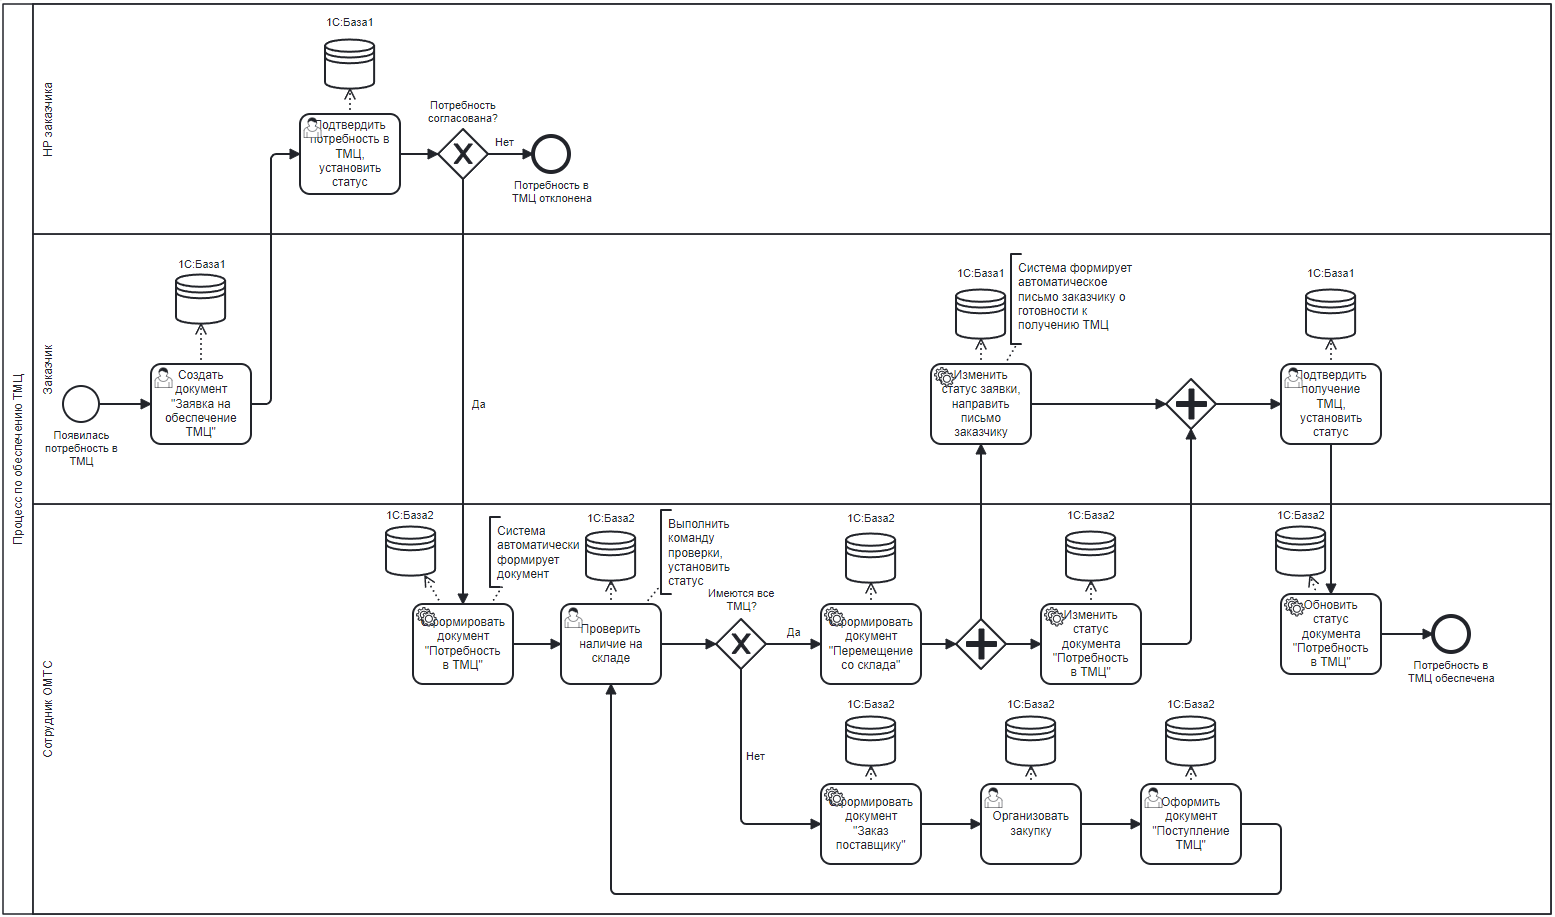 Процесс по обеспечению ТМЦ
HP заказчика
1С:База1
Подтвердить
потребность в
ТМЦ,
установить
статус
Потребность
согласована?
Нет
Потребность в
ТМЦ отклонена
Да
Заказчик
Появилась
потребность в
ТМЦ
1С:База1
Создать
документ
"Заявка на
обеспечение
ТМЦ"
1С:База1
Система формирует
автоматическое
письмо заказчику о
готовности к
получению ТМЦ
Изменить
статус заявки,
направить
письмо
заказчику
1С:База1
Подтвердить
получение
ТМЦ,
установить
статус
Сотрудник ОМТС
1С:База2
Система
автоматически
формирует
документ
Сформировать
документ
"Потребность
в ТМЦ"
1С:База2
Выполнить
команду
проверки,
установить
статус
Проверить
наличие на
складе
Имеются все
ТМЦ?
Да
Нет
1С:База2
Сформировать
документ
"Перемещение
со склада"
1С:База2
Изменить
статус
документа
"Потребность
в ТМЦ"
1С:База2
Обновить
статус
документа
"Потребность
в ТМЦ"
Потребность в
ТМЦ обеспечена
1С:База2
Сформировать
документ
"Заказ
поставщику"
1С:База2
Организовать
закупку
1С:База2
Оформить
документ
"Поступление
ТМЦ"